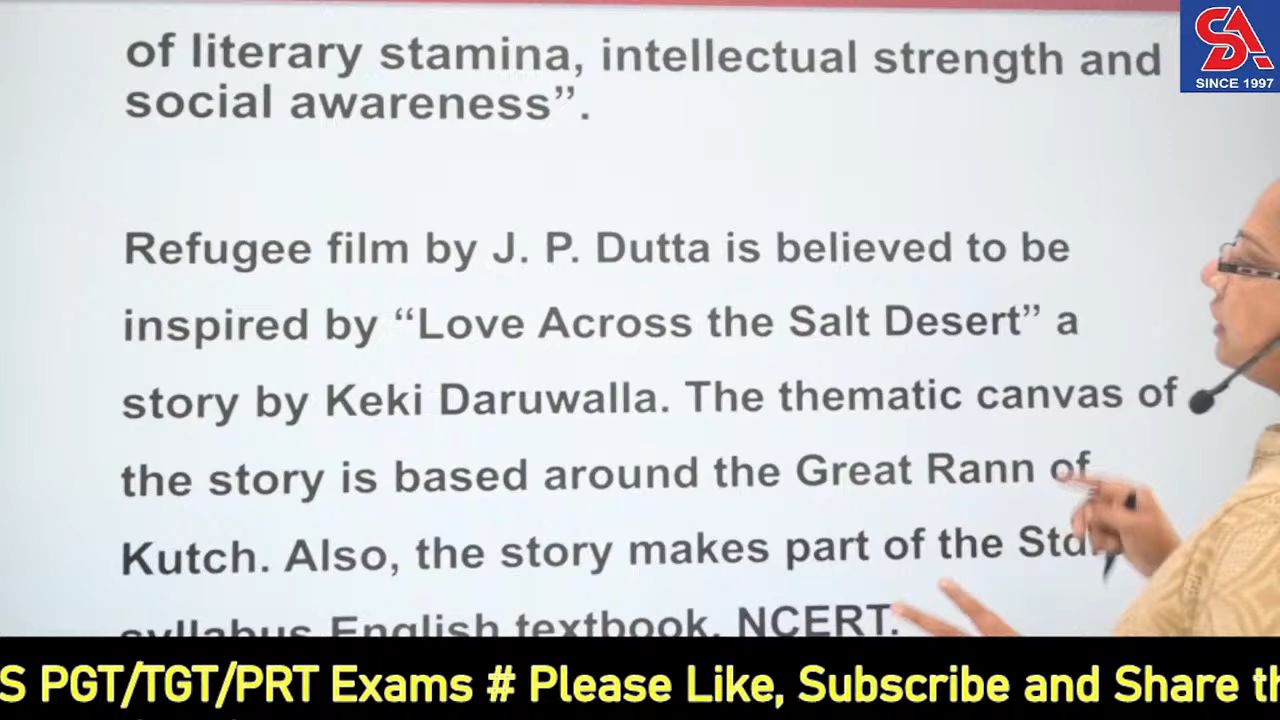 of literary stamina, intellectual strength and
social awareness”.
SA
SINCE 1997
Refugee film by J. P. Dutta is believed to be
inspired by “Love Across the Salt Desert” a
story by Keki Daruwalla. The thematic canvas of
the story is based around the Great Rann of
Kutch. Also, the story makes part of the
syllabus English textbook, NCERT.
S PGT/TGT/PRT Exams # Please Like, Subscribe and Share th